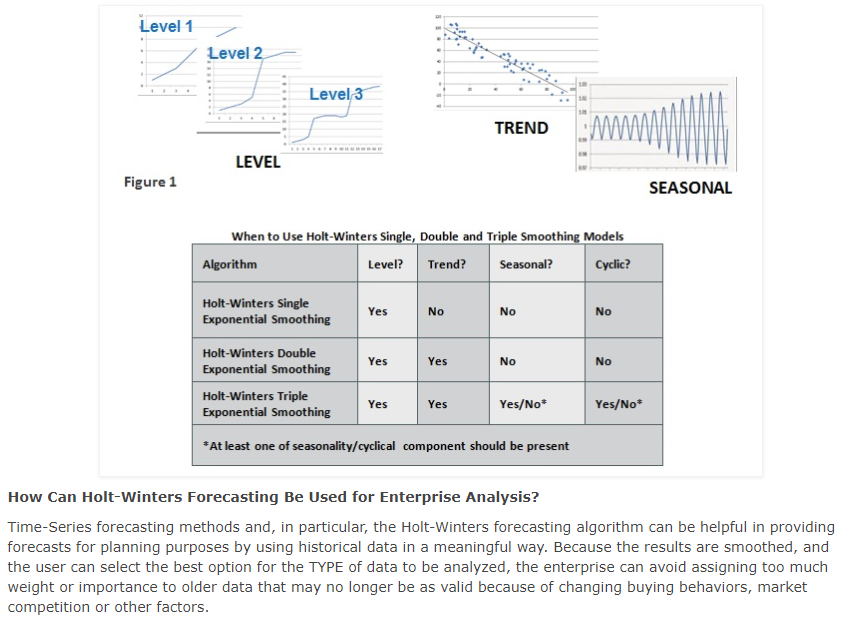 Level 1
Level 2
Level 3
LEVEL
TREND
SEASONAL
Figure 1
When to Use Holt-Winters Single, Double and Triple Smoothing Models
Algorithm Level? Trend? Seasonal? Cyclic?
Holt-Winters Single
Exponential Smoothing Yes No No No
Holt-Winters Double
Exponential Smoothing Yes Yes No No
Holt-Winters Triple
Exponential Smoothing Yes Yes Yes/No* Yes/No*
*At least one of seasonality/cyclical component should be present
How Can Holt-Winters Forecasting Be Used for Enterprise Analysis?
Time-Series forecasting methods and, in particular, the Holt-Winters forecasting algorithm can be helpful in providing
forecasts for planning purposes by using historical data in a meaningful way. Because the results are smoothed, and
the user can select the best option for the TYPE of data to be analyzed, the enterprise can avoid assigning too much
weight or importance to older data that may no longer be as valid because of changing buying behaviors, market
competition or other factors.